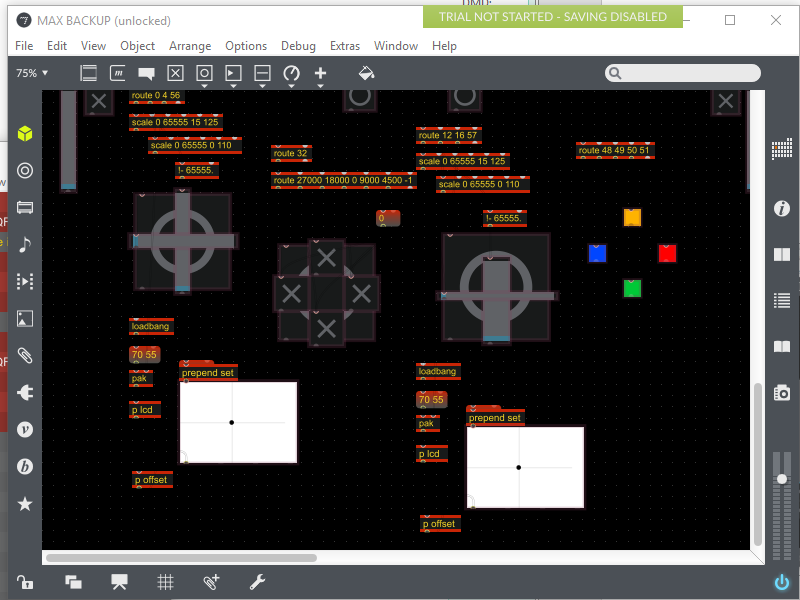 DMD:
MAX BACKUP (unlocked)
TRIAL NOT STARTED - SAVING DISABLED
File Edit View Object Arrange Options Debug Extras Window Help
75%
route 0 4 56
scale 0 65555 15 125
scale 0 65555 0 110
!- 65555.
route 32
route 27000 18000 0 9000 4500 -1
0
route 12 16 57
scale 0 65555 15 125
scale 0 65555 0 110
!- 65555.
route 48 49 50 51
loadbang
70 55
pak
prepend set
p lcd
p offset
loadbang
70 55
pak
prepend set
p lcd
p offset